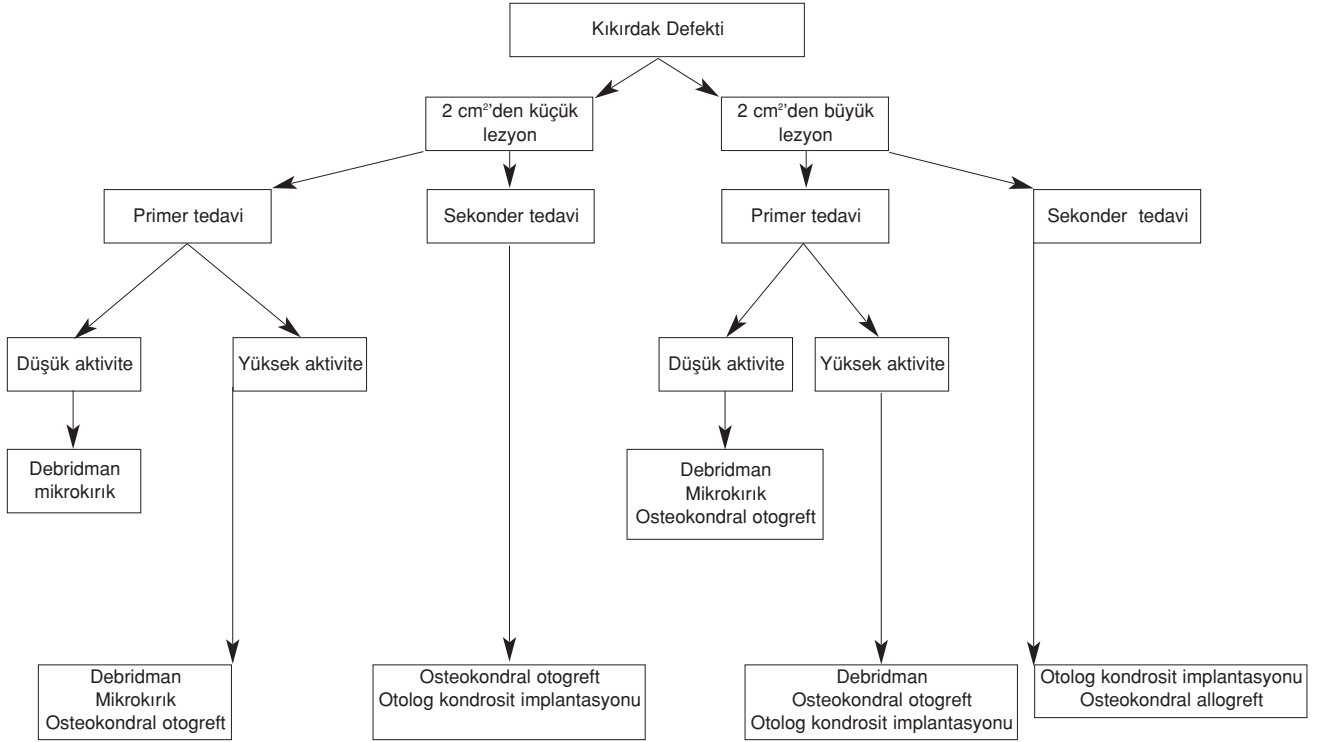 Kıkırdak Defekti
2 cm²'den küçük
lezyon
2 cm²'den büyük
lezyon
Primer tedavi
Sekonder tedavi
Primer tedavi
Sekonder tedavi
Düşük aktivite
Yüksek aktivite
Düşük aktivite
Yüksek aktivite
Debridman
mikrokırık
Debridman
Mikrokırık
Osteokondral otogreft
Debridman
Mikrokırık
Osteokondral otogreft
Osteokondral otogreft
Otolog kondrosit implantasyonu
Debridman
Osteokondral otogreft
Otolog kondrosit implantasyonu
Otolog kondrosit implantasyonu
Osteokondral allogreft